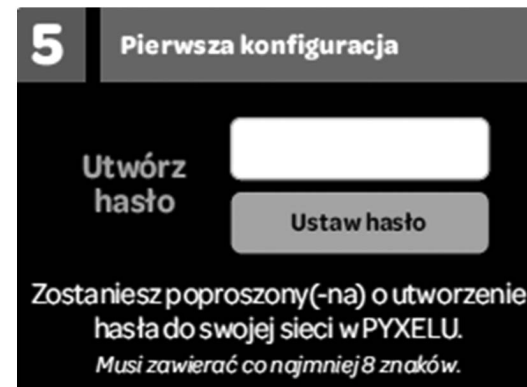 5 Pierwsza konfiguracja
Utwórz
hasło
Ustaw hasło
Zostaniesz poproszony(-na) o utworzenie
hasła do swojej sieci w PYXELU.
Musi zawierać co najmniej 8 znaków.